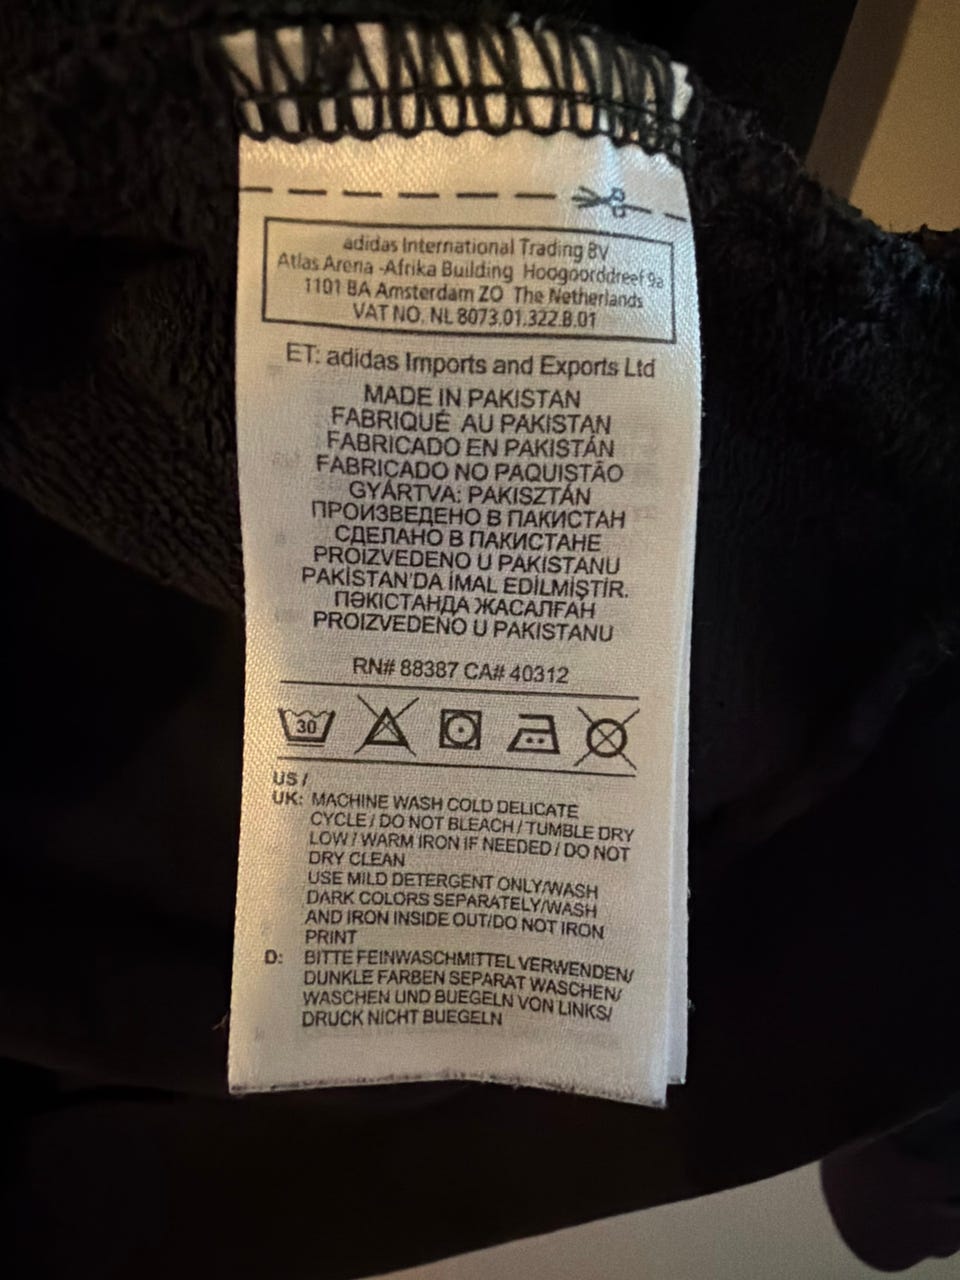 adidas International Trading BV
Atlas Arena -Afrika Building Hoogoorddreef 9a
1101 BA Amsterdam ZO The Netherlands
VAT NO. NL 8073.01.322.B.01
ET: adidas Imports and Exports Ltd
MADE IN PAKISTAN
FABRIQUÉ AU PAKISTAN
FABRICADO EN PAKISTÁN
FABRICADO NO PAQUISTÃO
GYÁRTVA: PAKISZTÁN
ПРОИЗВЕДЕНО В ПАКИСТАН
СДЕЛАНО В ПАКИСТАНЕ
PROIZVEDENO U PAKISTANU
PAKİSTAN'DA İMAL EDİLMİŞTİR.
ПӘКІСТАНДА ЖАСАЛҒАН
PROIZVEDENO U PAKISTANU
RN# 88387 CA# 40312
30
US /
UK: MACHINE WASH COLD DELICATE
CYCLE / DO NOT BLEACH / TUMBLE DRY
LOW / WARM IRON IF NEEDED / DO NOT
DRY CLEAN
USE MILD DETERGENT ONLY/WASH
DARK COLORS SEPARATELY/WASH
AND IRON INSIDE OUT/DO NOT IRON
PRINT
D: BITTE FEINWASCHMITTEL VERWENDEN/
DUNKLE FARBEN SEPARAT WASCHEN/
WASCHEN UND BUEGELN VON LINKS/
DRUCK NICHT BUEGELN